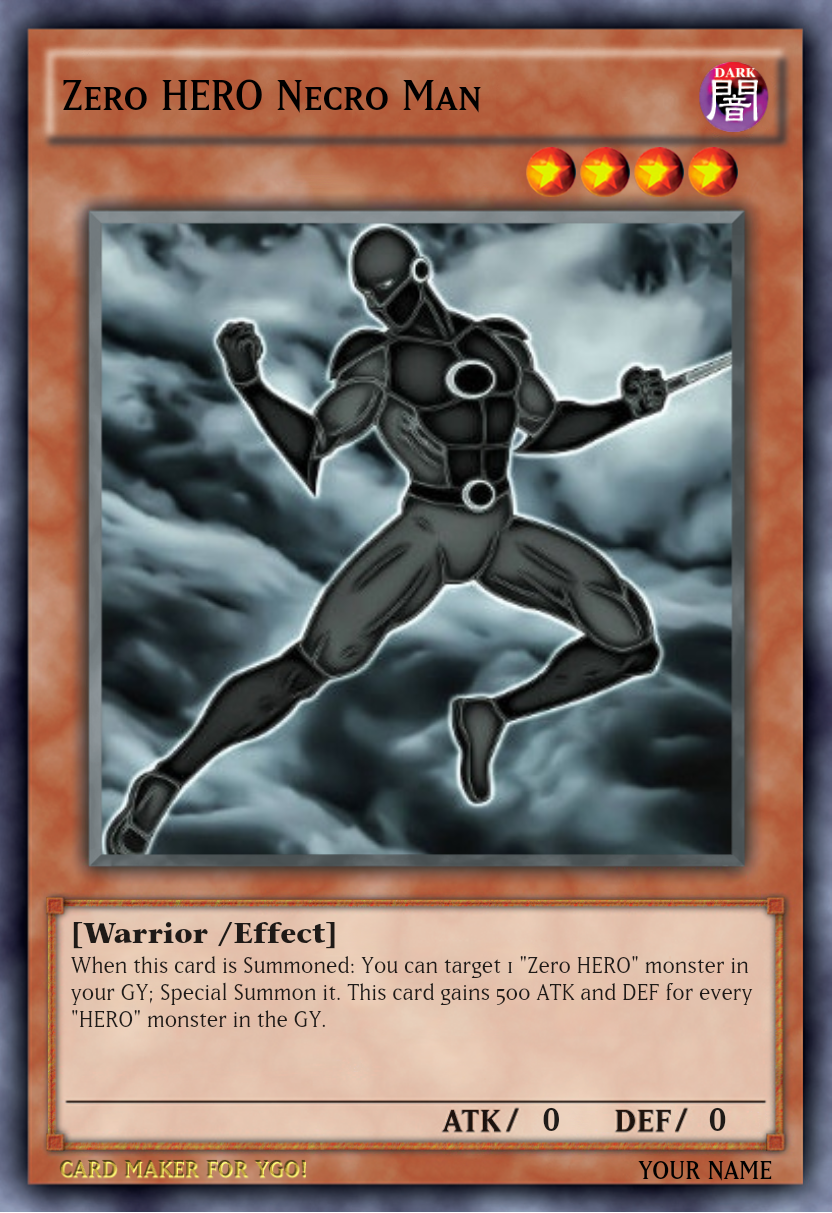 Zero HERO Necro Man
DARK
闇
[Warrior /Effect]
When this card is Summoned: You can target 1 "Zero HERO" monster in
your GY; Special Summon it. This card gains 500 ATK and DEF for every
"HERO" monster in the GY.
ATK/ 0 DEF/ 0
CARD MAKER FOR YGO! YOUR NAME